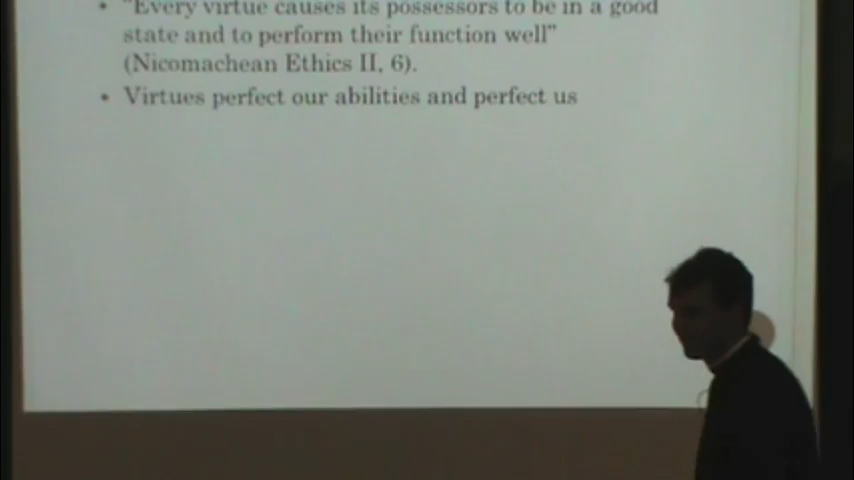 • "Every virtue causes its possessors to be in a good
state and to perform their function well"
(Nicomachean Ethics II, 6).
• Virtues perfect our abilities and perfect us